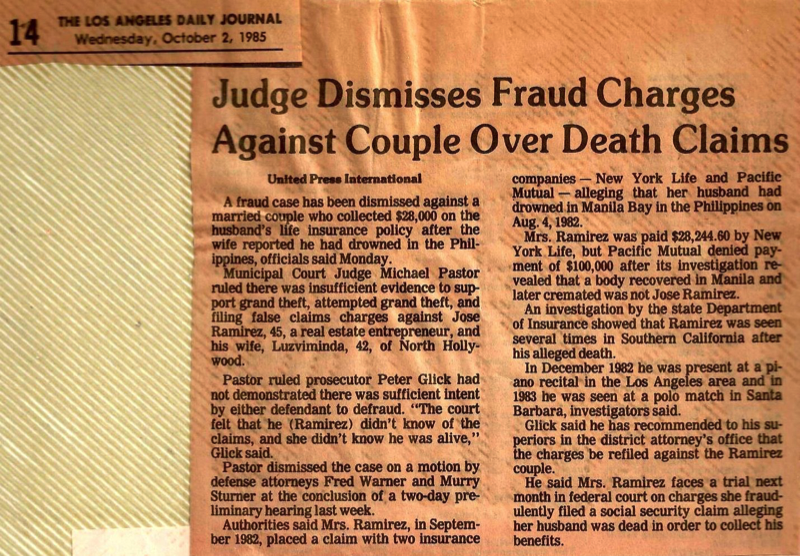 14
THE LOS ANGELES DAILY JOURNAL
Wednesday, October 2, 1985
Judge Dismisses Fraud Charges
Against Couple Over Death Claims
United Press International
A fraud case has been dismissed against a
married couple who collected $28,000 on the
husband's life insurance policy after the
wife reported he had drowned in the Phil-
ippines, officials said Monday.
Municipal Court Judge Michael Pastor
ruled there was insufficient evidence to sup-
port grand theft, attempted grand theft, and
filing false claims charges against Jose
Ramirez, 45, a real estate entrepreneur, and
his wife, Luzviminda, 42, of North Holly-
wood.
Pastor ruled prosecutor Peter Glick had
not demonstrated there was sufficient intent
by either defendant to defraud. "The court
felt that he (Ramirez) didn't know of the
claims, and she didn't know he was alive,"
Glick said.
Pastor dismissed the case on a motion by
defense attorneys Fred Warner and Murry
Sturner at the conclusion of a two-day pre-
liminary hearing last week.
Authorities said Mrs. Ramirez, in Septem-
ber 1982, placed a claim with two insurance
companies — New York Life and Pacific
Mutual — alleging that her husband had
drowned in Manila Bay in the Philippines on
Aug. 4, 1982.
Mrs. Ramirez was paid $28,244.60 by New
York Life, but Pacific Mutual denied pay-
ment of $100,000 after its investigation re-
vealed that a body recovered in Manila and
later cremated was not Jose Ramirez.
An investigation by the state Department
of Insurance showed that Ramirez was seen
several times in Southern California after
his alleged death.
In December 1982 he was present at a pi-
ano recital in the Los Angeles area and in
1983 he was seen at a polo match in Santa
Barbara, investigators said.
Glick said he has recommended to his su-
periors in the district attorney's office that
the charges be refiled against the Ramirez
couple.
He said Mrs. Ramirez faces a trial next
month in federal court on charges she fraud-
ulently filed a social security claim alleging
her husband was dead in order to collect his
benefits.